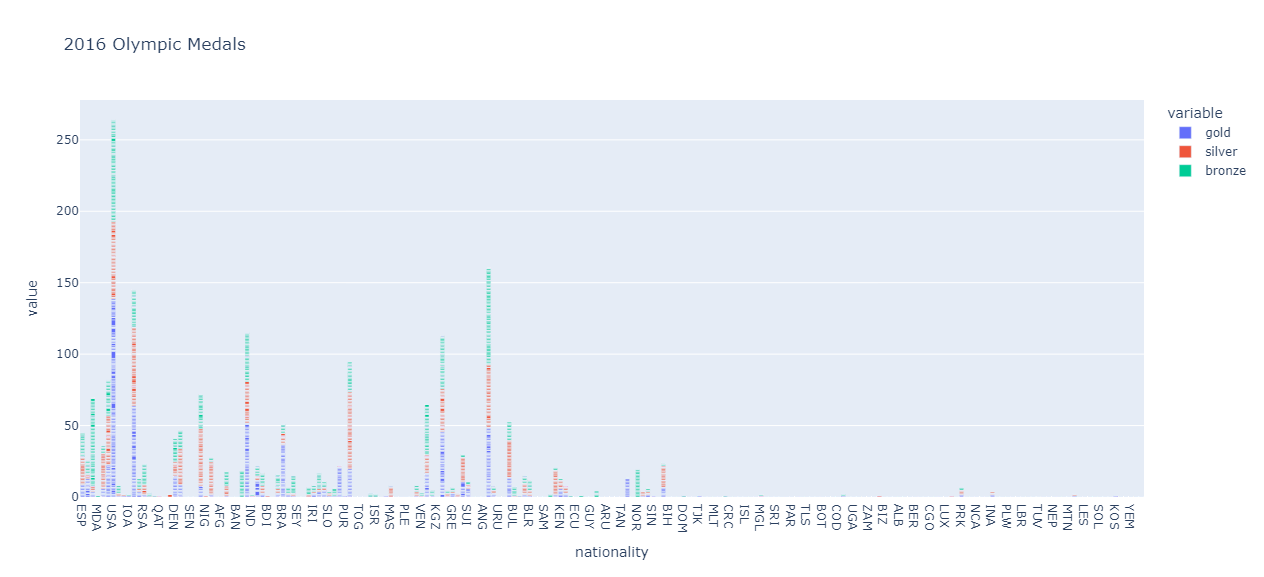 2016 Olympic Medals
variable
gold
silver
bronze
250
200
150
100
50
0
value
ESP MDA USA IOA RSA QAT DEN SEN NIG AFG BAN IND BDI BRA SEY IRI SLO PUR TOG ISR MAS PLE VEN KGZ GRE SUI ANG URU BUL SAM KEN ECU GUY ARU TAN NOR SIN BIH DOM TJK MLT CRC ISL MGL SRI PAR TLS BOT COD UGA ZAM BIZ ALB BER CGO LUX PRK NCA INA PLW LBR TUV NEP MTN LES SOL KOS YEM
nationality